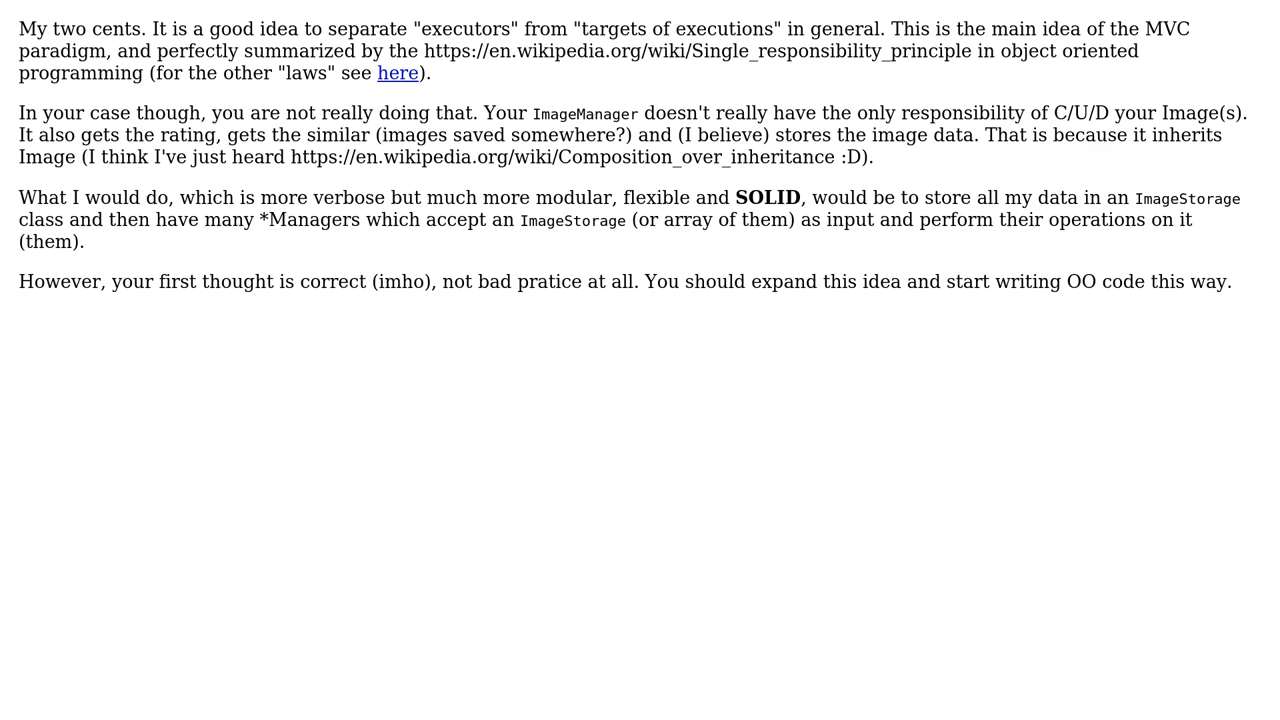 My two cents. It is a good idea to separate "executors" from "targets of executions" in general. This is the main idea of the MVC
paradigm, and perfectly summarized by the https://en.wikipedia.org/wiki/Single_responsibility_principle in object oriented
programming (for the other "laws" see here).
In your case though, you are not really doing that. Your ImageManager doesn't really have the only responsibility of C/U/D your Image(s).
It also gets the rating, gets the similar (images saved somewhere?) and (I believe) stores the image data. That is because it inherits
Image (I think I've just heard https://en.wikipedia.org/wiki/Composition_over_inheritance :D).
What I would do, which is more verbose but much more modular, flexible and SOLID, would be to store all my data in an ImageStorage
class and then have many *Managers which accept an ImageStorage (or array of them) as input and perform their operations on it
(them).
However, your first thought is correct (imho), not bad pratice at all. You should expand this idea and start writing OO code this way.